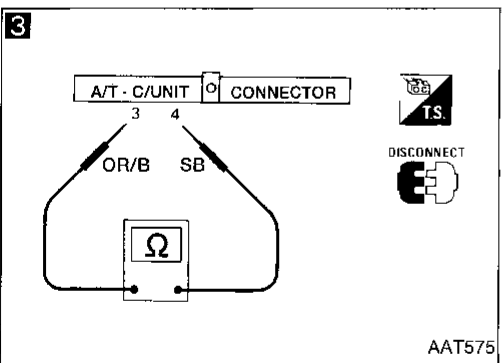 3
A/T - C/UNIT CONNECTOR
3 4
OR/B SB
Ω
T.S.
DISCONNECT
AAT575